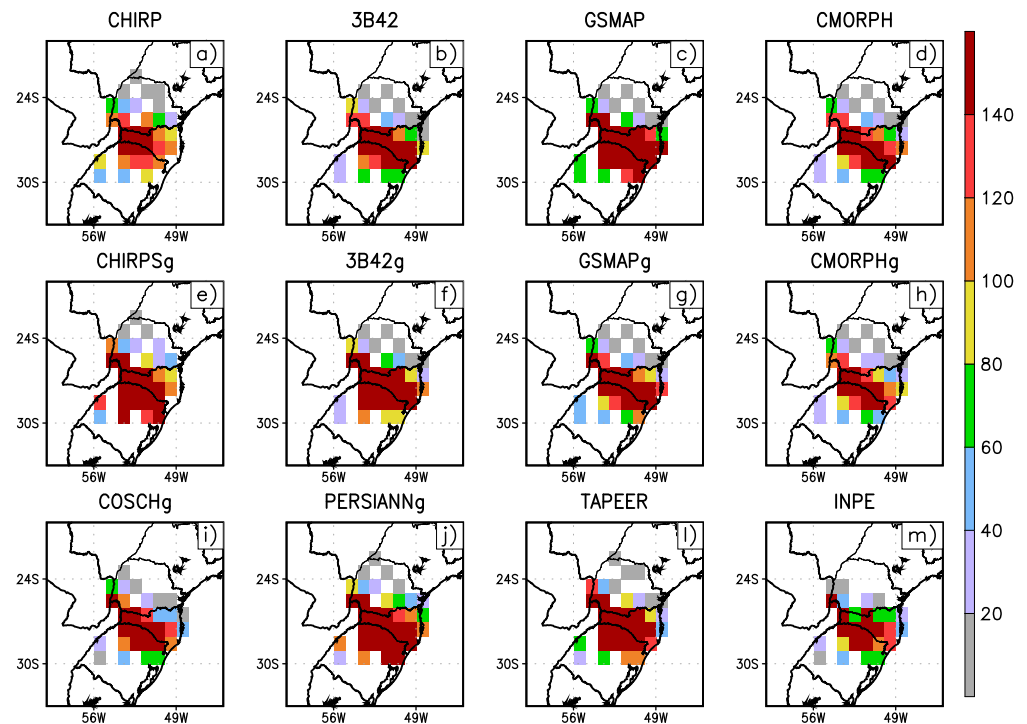 CHIRP 3B42 GSMAP CMORPH
a) b) c) d)
24S 24S 24S 24S
30S 30S 30S 30S
56W 49W 56W 49W 56W 49W 56W 49W
CHIRPSg 3B42g GSMAPg CMORPHg
e) f) g) h)
24S 24S 24S 24S
30S 30S 30S 30S
56W 49W 56W 49W 56W 49W 56W 49W
COSCHg PERSIANNg TAPEER INPE
i) j) l) m)
24S 24S 24S 24S
30S 30S 30S 30S
56W 49W 56W 49W 56W 49W 56W 49W
140
120
100
80
60
40
20